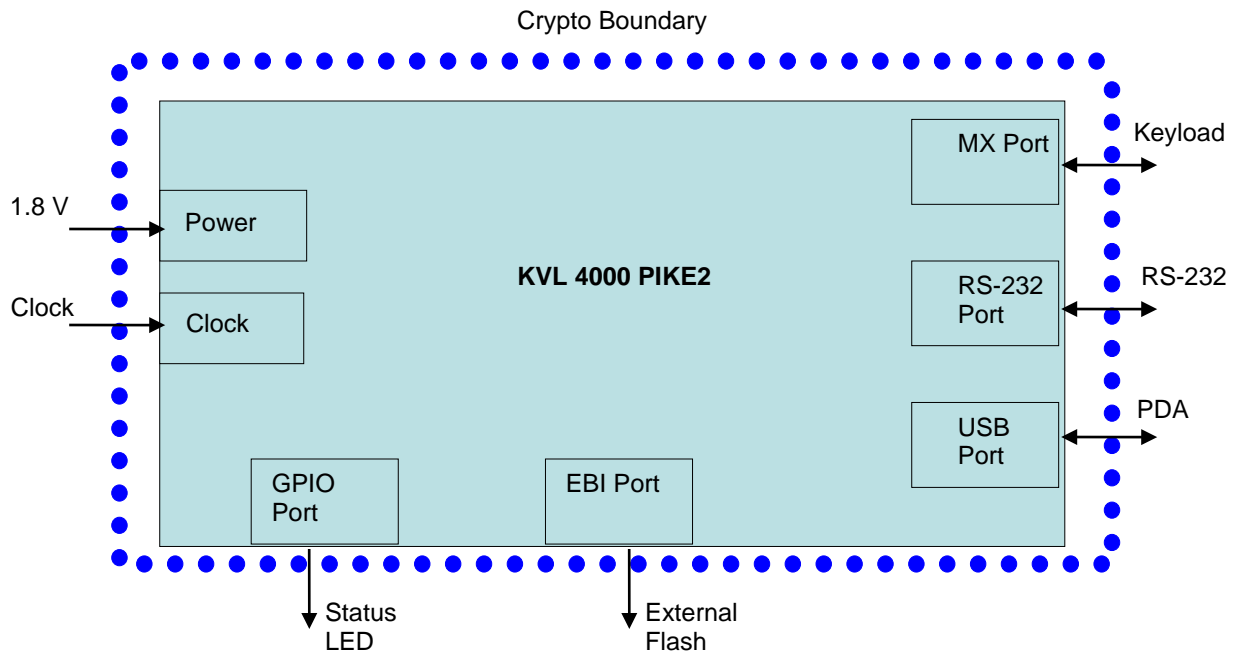 Crypto Boundary
MX Port
Keyload
1.8 V
Power
KVL 4000 PIKE2
RS-232
Port
RS-232
Clock
Clock
USB
Port
PDA
GPIO
Port
EBI Port
Status
LED
External
Flash